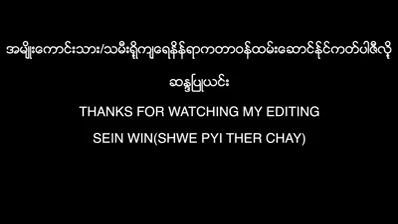 အမျိုးကောင်းသား/သမီးရှိုကျရေနိန်ရာကတာဝန်ထမ်းဆောင်နိုင်ကတ်ပါဇီလို့
ဆန္ဒပြုယင်း
THANKS FOR WATCHING MY EDITING
SEIN WIN(SHWE PYI THER CHAY)